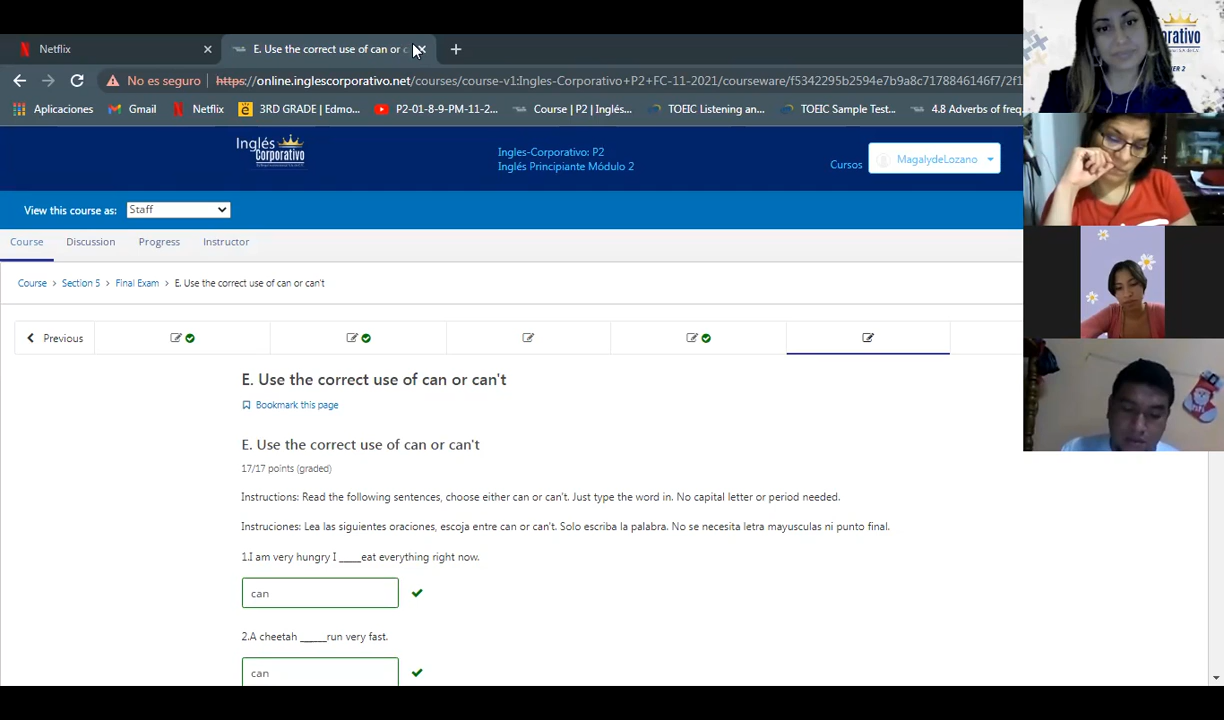 Netflix
E. Use the correct use of can or c
No es seguro
https://online.inglescorporativo.net/courses/course-v1:Ingles-Corporativo+P2+FC-11-2021/courseware/f5342295b2594e7b9a8c7178846146f7/2f1
Aplicaciones
Gmail
Netflix
3RD GRADE | Edmo...
P2-01-8-9-PM-11-2...
Course | P2 | Inglés...
TOEIC Listening an...
TOEIC Sample Test...
4.8 Adverbs of freq
Inglés
Corporativo
Ingles-Corporativo: P2
Inglés Principiante Módulo 2
Cursos
MagalydeLozano
View this course as:
Staff
Course
Discussion
Progress
Instructor
Course
Section 5
Final Exam
E. Use the correct use of can or can't
Previous
E. Use the correct use of can or can't
Bookmark this page
E. Use the correct use of can or can't
17/17 points (graded)
Instructions: Read the following sentences, choose either can or can't. Just type the word in. No capital letter or period needed.
Instruciones: Lea las siguientes oraciones, escoja entre can or can't. Solo escriba la palabra. No se necesita letra mayusculas ni punto final.
1.I am very hungry I _____eat everything right now.
can
2.A cheetah ______run very fast.
can